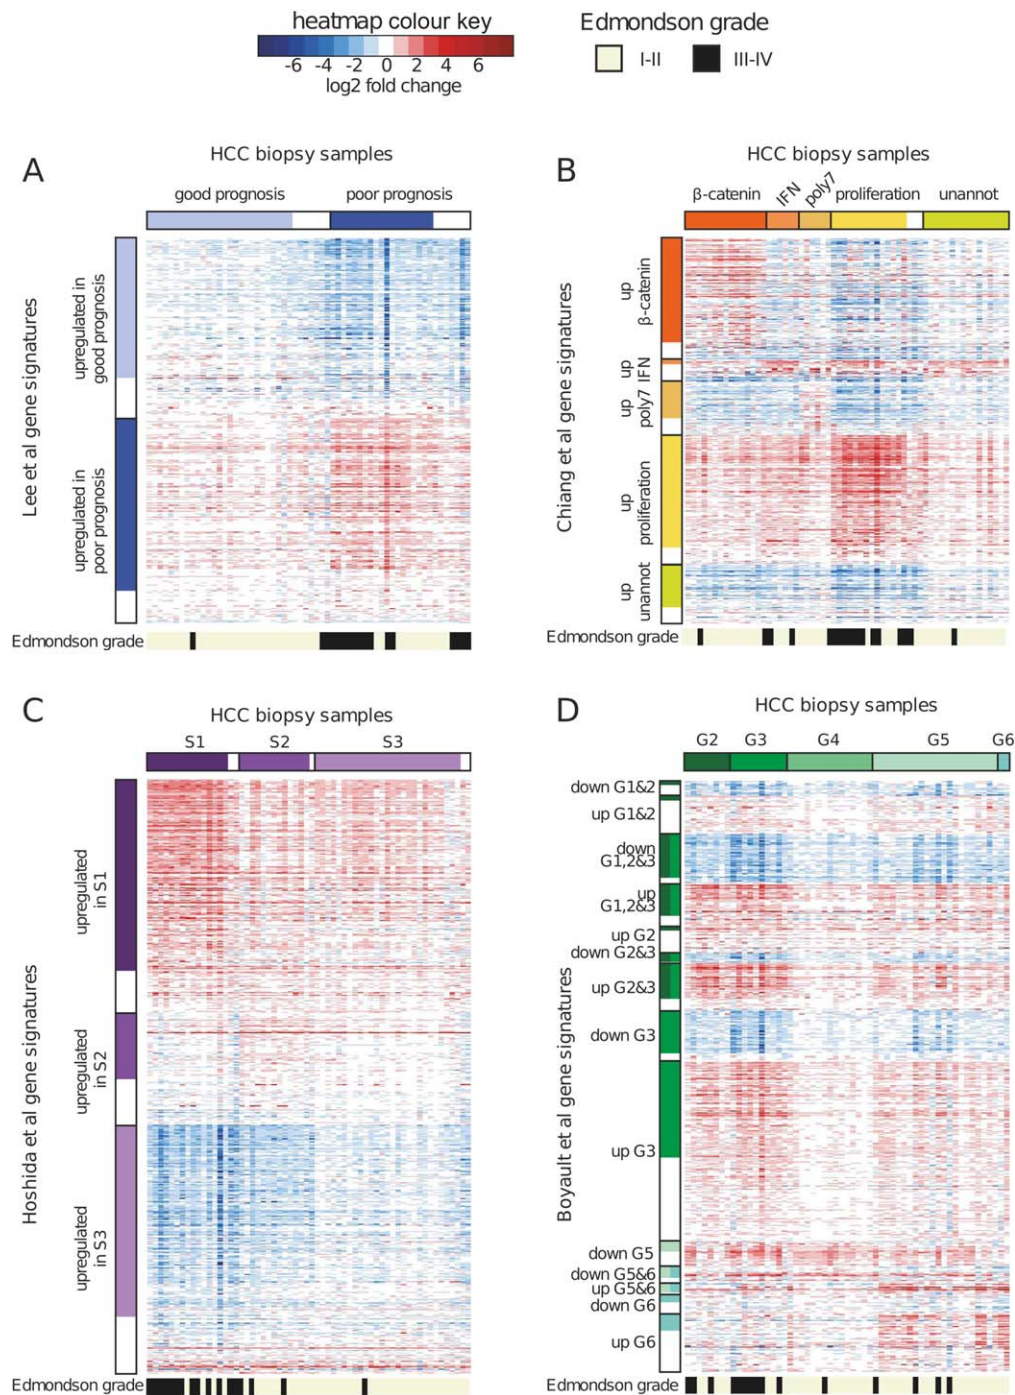 heatmap colour key
-6 -4 -2 0 2 4 6
log2 fold change
Edmondson grade
I-II III-IV
A
HCC biopsy samples
good prognosis poor prognosis
Lee et al gene signatures
upregulated in
good prognosis
upregulated in
poor prognosis
Edmondson grade
B
HCC biopsy samples
β-catenin IFN poly7 proliferation unannot
Chiang et al gene signatures
up
β-catenin
up IFN
up
poly7
up
proliferation
up
unannot
Edmondson grade
C
HCC biopsy samples
S1 S2 S3
Hoshida et al gene signatures
upregulated
in S1
upregulated
in S2
upregulated
in S3
Edmondson grade
D
HCC biopsy samples
G2 G3 G4 G5 G6
Boyault et al gene signatures
down G1&2
up G1&2
down
G1,2&3
up
G1,2&3
up G2
down G2&3
up G2&3
down G3
up G3
down G5
down G5&6
up G5&6
down G6
up G6
Edmondson grade